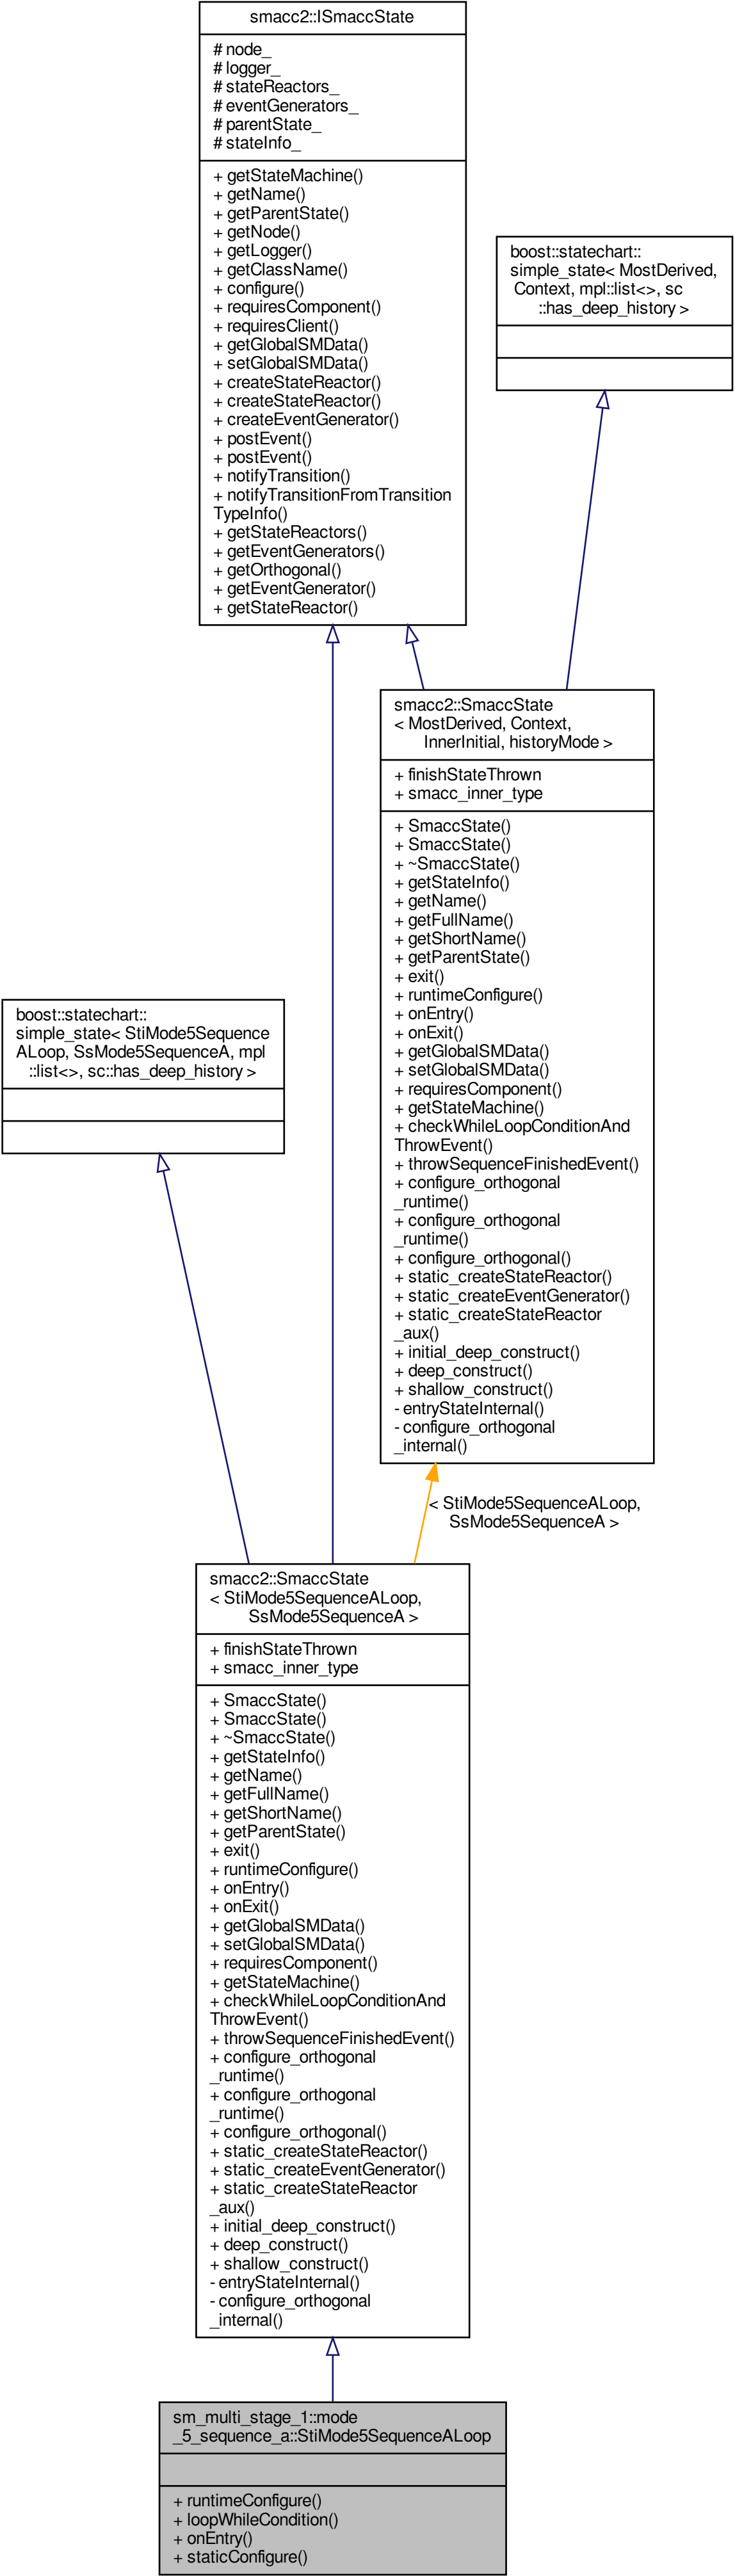 smacc2::ISmaccState
# node_
# logger_
# stateReactors_
# eventGenerators_
# parentState_
# stateInfo_
+ getStateMachine()
+ getName()
+ getParentState()
+ getNode()
+ getLogger()
+ getClassName()
+ configure()
+ requiresComponent()
+ requiresClient()
+ getGlobalSMData()
+ setGlobalSMData()
+ createStateReactor()
+ createStateReactor()
+ createEventGenerator()
+ postEvent()
+ postEvent()
+ notifyTransition()
+ notifyTransitionFromTransition
TypeInfo()
+ getStateReactors()
+ getEventGenerators()
+ getOrthogonal()
+ getEventGenerator()
+ getStateReactor()
boost::statechart::
simple_state< MostDerived,
Context, mpl::list<>, sc
::has_deep_history >
smacc2::SmaccState
< MostDerived, Context,
InnerInitial, historyMode >
+ finishStateThrown
+ smacc_inner_type
+ SmaccState()
+ SmaccState()
+ ~SmaccState()
+ getStateInfo()
+ getName()
+ getFullName()
+ getShortName()
+ getParentState()
+ exit()
+ runtimeConfigure()
+ onEntry()
+ onExit()
+ getGlobalSMData()
+ setGlobalSMData()
+ requiresComponent()
+ getStateMachine()
+ checkWhileLoopConditionAnd
ThrowEvent()
+ throwSequenceFinishedEvent()
+ configure_orthogonal
_runtime()
+ configure_orthogonal
_runtime()
+ configure_orthogonal()
+ static_createStateReactor()
+ static_createEventGenerator()
+ static_createStateReactor
_aux()
+ initial_deep_construct()
+ deep_construct()
+ shallow_construct()
- entryStateInternal()
- configure_orthogonal
_internal()
boost::statechart::
simple_state< StiMode5Sequence
ALoop, SsMode5SequenceA, mpl
::list<>, sc::has_deep_history >
< StiMode5SequenceALoop,
SsMode5SequenceA >
smacc2::SmaccState
< StiMode5SequenceALoop,
SsMode5SequenceA >
+ finishStateThrown
+ smacc_inner_type
+ SmaccState()
+ SmaccState()
+ ~SmaccState()
+ getStateInfo()
+ getName()
+ getFullName()
+ getShortName()
+ getParentState()
+ exit()
+ runtimeConfigure()
+ onEntry()
+ onExit()
+ getGlobalSMData()
+ setGlobalSMData()
+ requiresComponent()
+ getStateMachine()
+ checkWhileLoopConditionAnd
ThrowEvent()
+ throwSequenceFinishedEvent()
+ configure_orthogonal
_runtime()
+ configure_orthogonal
_runtime()
+ configure_orthogonal()
+ static_createStateReactor()
+ static_createEventGenerator()
+ static_createStateReactor
_aux()
+ initial_deep_construct()
+ deep_construct()
+ shallow_construct()
- entryStateInternal()
- configure_orthogonal
_internal()
sm_multi_stage_1::mode
_5_sequence_a::StiMode5SequenceALoop
+ runtimeConfigure()
+ loopWhileCondition()
+ onEntry()
+ staticConfigure()